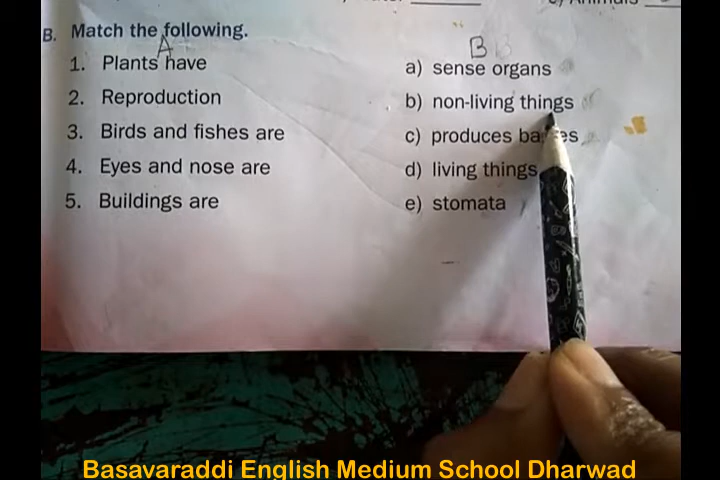 B. Match the following.
A B
1. Plants have a) sense organs
2. Reproduction b) non-living things
3. Birds and fishes are c) produces
4. Eyes and nose are d) living things
5. Buildings are e) stomata
Basavaraddi English Medium School Dharwad